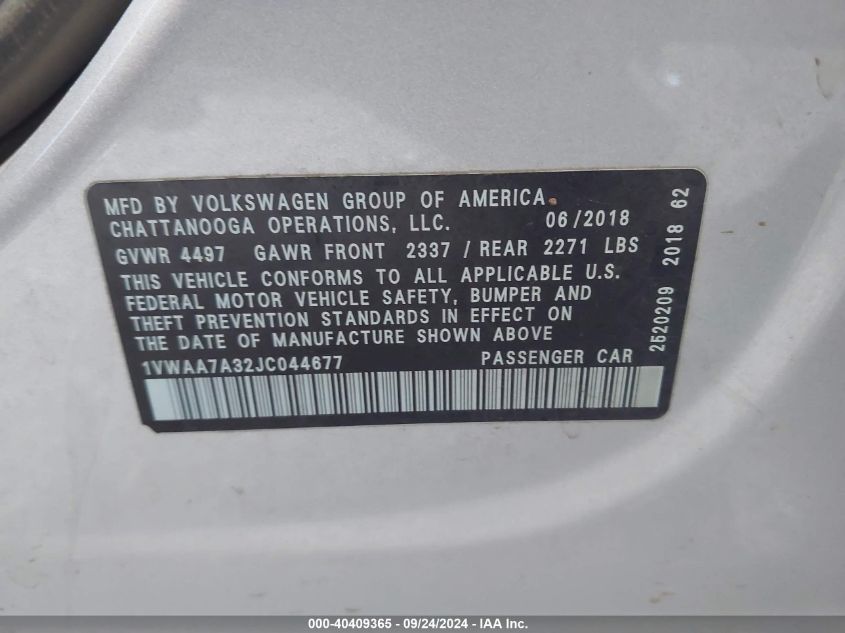 MFD BY VOLKSWAGEN GROUP OF AMERICA.
CHATTANOOGA OPERATIONS, LLC. 06/2018
GVWR 4497 GAWR FRONT 2337 / REAR 2271 LBS
THIS VEHICLE CONFORMS TO ALL APPLICABLE U.S.
FEDERAL MOTOR VEHICLE SAFETY, BUMPER AND
THEFT PREVENTION STANDARDS IN EFFECT ON
THE DATE OF MANUFACTURE SHOWN ABOVE
1VWAA7A32JC044677 PASSENGER CAR
2520209 2018 62
000-40409365 - 09/24/2024 - IAA Inc.